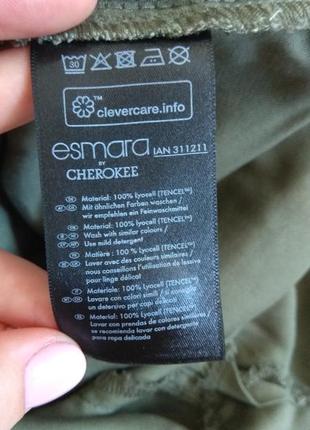 30
clevercare.info
esmara IAN 311211
BY
CHEROKEE
Material: 100% Lyocell (TENCEL™)
Mit ähnlichen Farben waschen /
wir empfehlen ein Feinwaschmittel
Material: 100% Lyocell (TENCEL™)
Wash with similar colours /
Use mild detergent
Matière : 100% Lyocell (TENCEL™)
Laver avec des couleurs similaires /
nous conseillons l'utilisation de lessive
pour linge délicat
Materiale: 100% Lyocell (TENCEL™)
Lavare con colori simili /
un detersivo per capi delicati
Material: 100% Lyocell (TENCEL™)
Lavar con prendas de colores similares /
se recomienda lavar con detergente
para ropa delicada